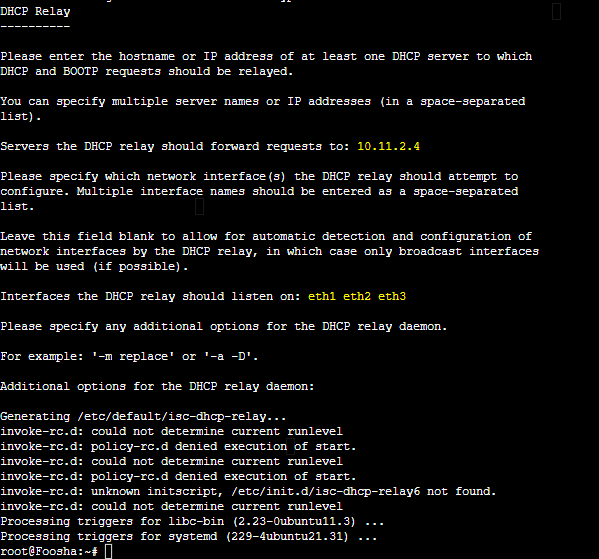 DHCP Relay
----------
Please enter the hostname or IP address of at least one DHCP server to which
DHCP and BOOTP requests should be relayed.
You can specify multiple server names or IP addresses (in a space-separated
list).
Servers the DHCP relay should forward requests to: 10.11.2.4
Please specify which network interface(s) the DHCP relay should attempt to
configure. Multiple interface names should be entered as a space-separated
list.
Leave this field blank to allow for automatic detection and configuration of
network interfaces by the DHCP relay, in which case only broadcast interfaces
will be used (if possible).
Interfaces the DHCP relay should listen on: eth1 eth2 eth3
Please specify any additional options for the DHCP relay daemon.
For example: '-m replace' or '-a -D'.
Additional options for the DHCP relay daemon:
Generating /etc/default/isc-dhcp-relay...
invoke-rc.d: could not determine current runlevel
invoke-rc.d: policy-rc.d denied execution of start.
invoke-rc.d: could not determine current runlevel
invoke-rc.d: policy-rc.d denied execution of start.
invoke-rc.d: unknown initscript, /etc/init.d/isc-dhcp-relay6 not found.
invoke-rc.d: could not determine current runlevel
Processing triggers for libc-bin (2.23-0ubuntu11.3) ...
Processing triggers for systemd (229-4ubuntu21.31) ...
root@Foosha:~#